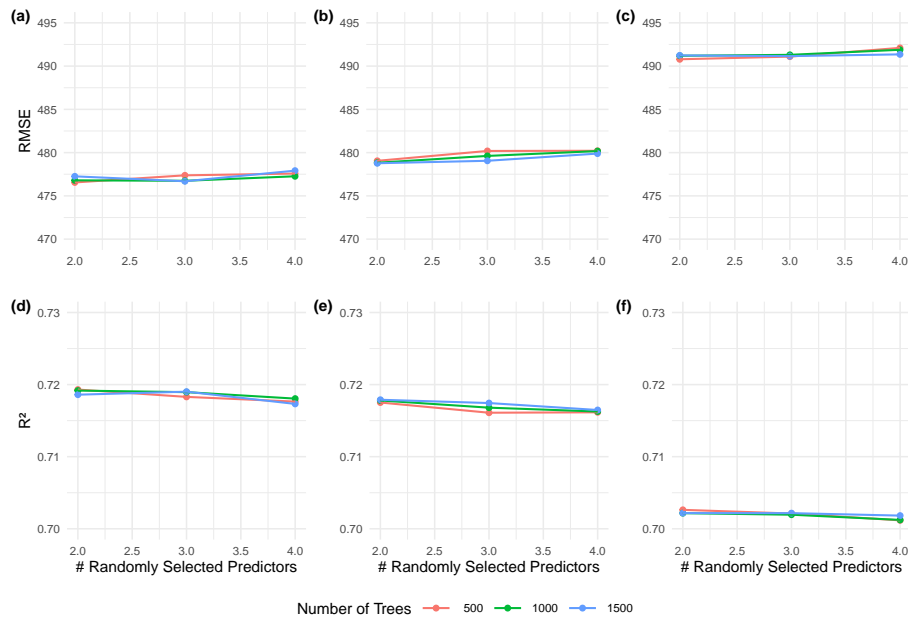 (a) (b) (c)
495 495 495
490 490 490
485 485 485
480 480 480
475 475 475
470 470 470
RMSE
2.0 2.5 3.0 3.5 4.0 2.0 2.5 3.0 3.5 4.0 2.0 2.5 3.0 3.5 4.0
(d) (e) (f)
0.73 0.73 0.73
0.72 0.72 0.72
0.71 0.71 0.71
0.70 0.70 0.70
R²
2.0 2.5 3.0 3.5 4.0 2.0 2.5 3.0 3.5 4.0 2.0 2.5 3.0 3.5 4.0
# Randomly Selected Predictors # Randomly Selected Predictors # Randomly Selected Predictors
Number of Trees 500 1000 1500